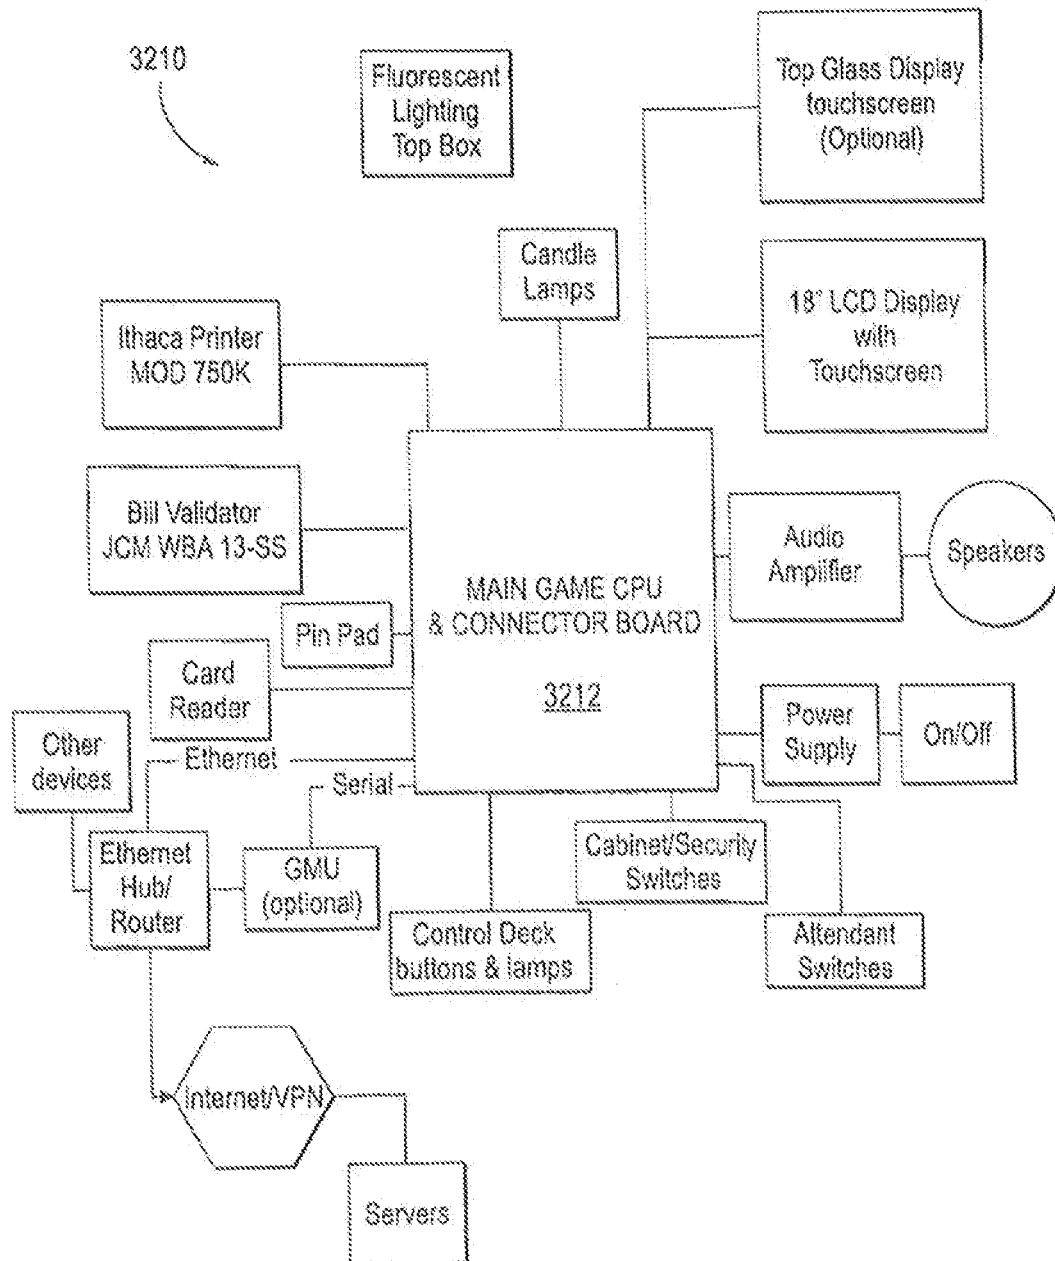 3210
Fluorescent
Lighting
Top Box
Top Glass Display
touchscreen
(Optional)
Candle
Lamps
18" LCD Display
with
Touchscreen
Ithaca Printer
MOD 750K
Bill Validator
JCM WBA 13-SS
MAIN GAME CPU
& CONNECTOR BOARD
3212
Audio
Amplifier
Speakers
Pin Pad
Card
Reader
Power
Supply
On/Off
Other
devices
Ethernet
Serial
Ethernet
Hub/
Router
GMU
(optional)
Cabinet/Security
Switches
Control Deck
buttons & lamps
Attendant
Switches
Internet/VPN
Servers